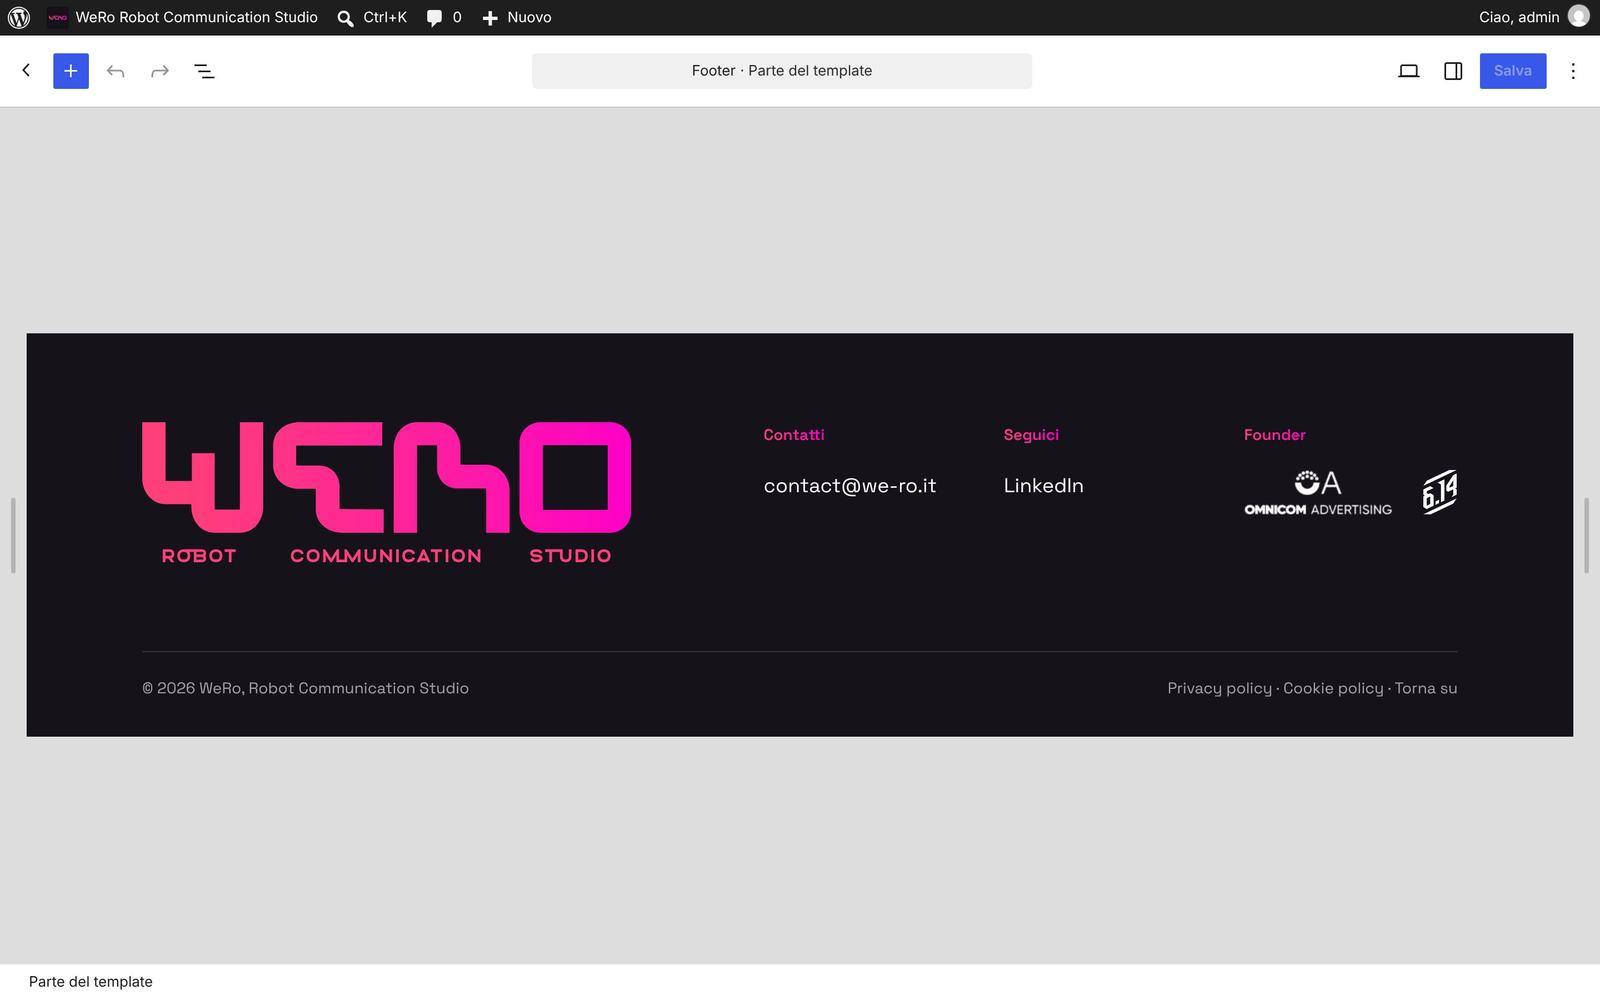 WeRo Robot Communication Studio Ctrl+K 0 Nuovo Ciao, admin
Footer · Parte del template Salva
WERO
ROBOT COMMUNICATION STUDIO
Contatti
contact@we-ro.it
Seguici
LinkedIn
Founder
OA
OMNICOM ADVERTISING
6.14
© 2026 WeRo, Robot Communication Studio
Privacy policy · Cookie policy · Torna su
Parte del template